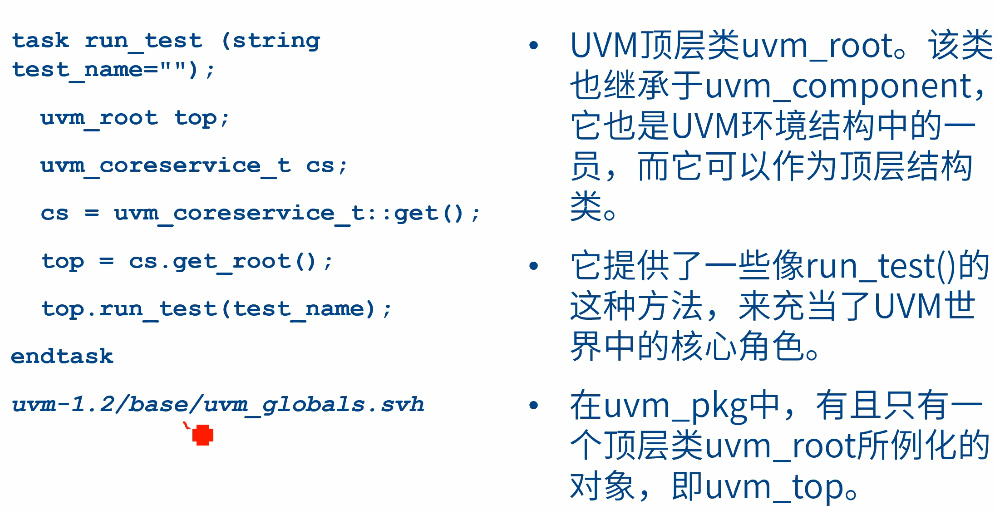 task run_test (string
test_name="");
uvm_root top;
uvm_coreservice_t cs;
cs = uvm_coreservice_t::get();
top = cs.get_root();
top.run_test(test_name);
endtask
uvm-1.2/base/uvm_globals.svh
• UVM顶层类uvm_root。该类
也继承于uvm_component，
它也是UVM环境结构中的一
员，而它可以作为顶层结构
类。
• 它提供了一些像run_test()的
这种方法，来充当了UVM世
界中的核心角色。
• 在uvm_pkg中，有且只有一
个顶层类uvm_root所例化的
对象，即uvm_top。